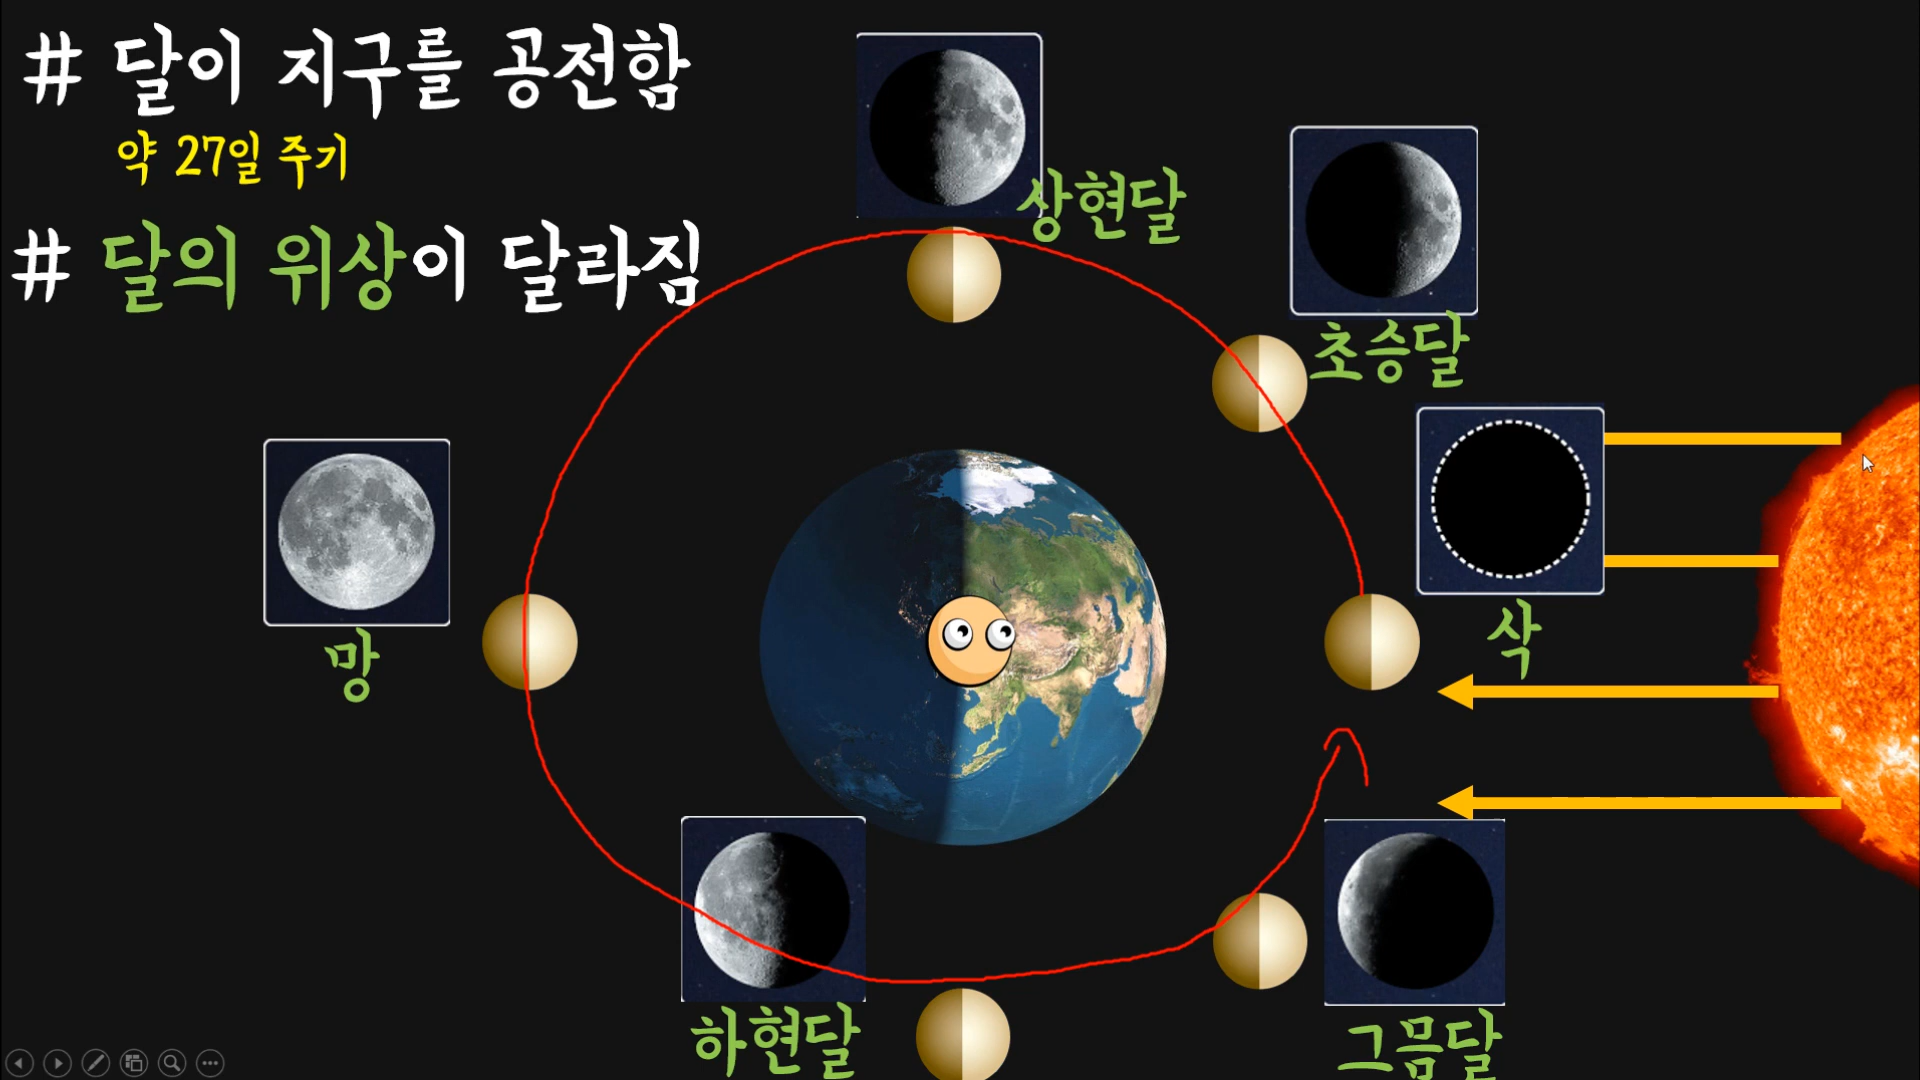 # 달이 지구를 공전함
약 27일 주기
# 달의 위상이 달라짐
상현달
초승달
삭
망
하현달
그믐달